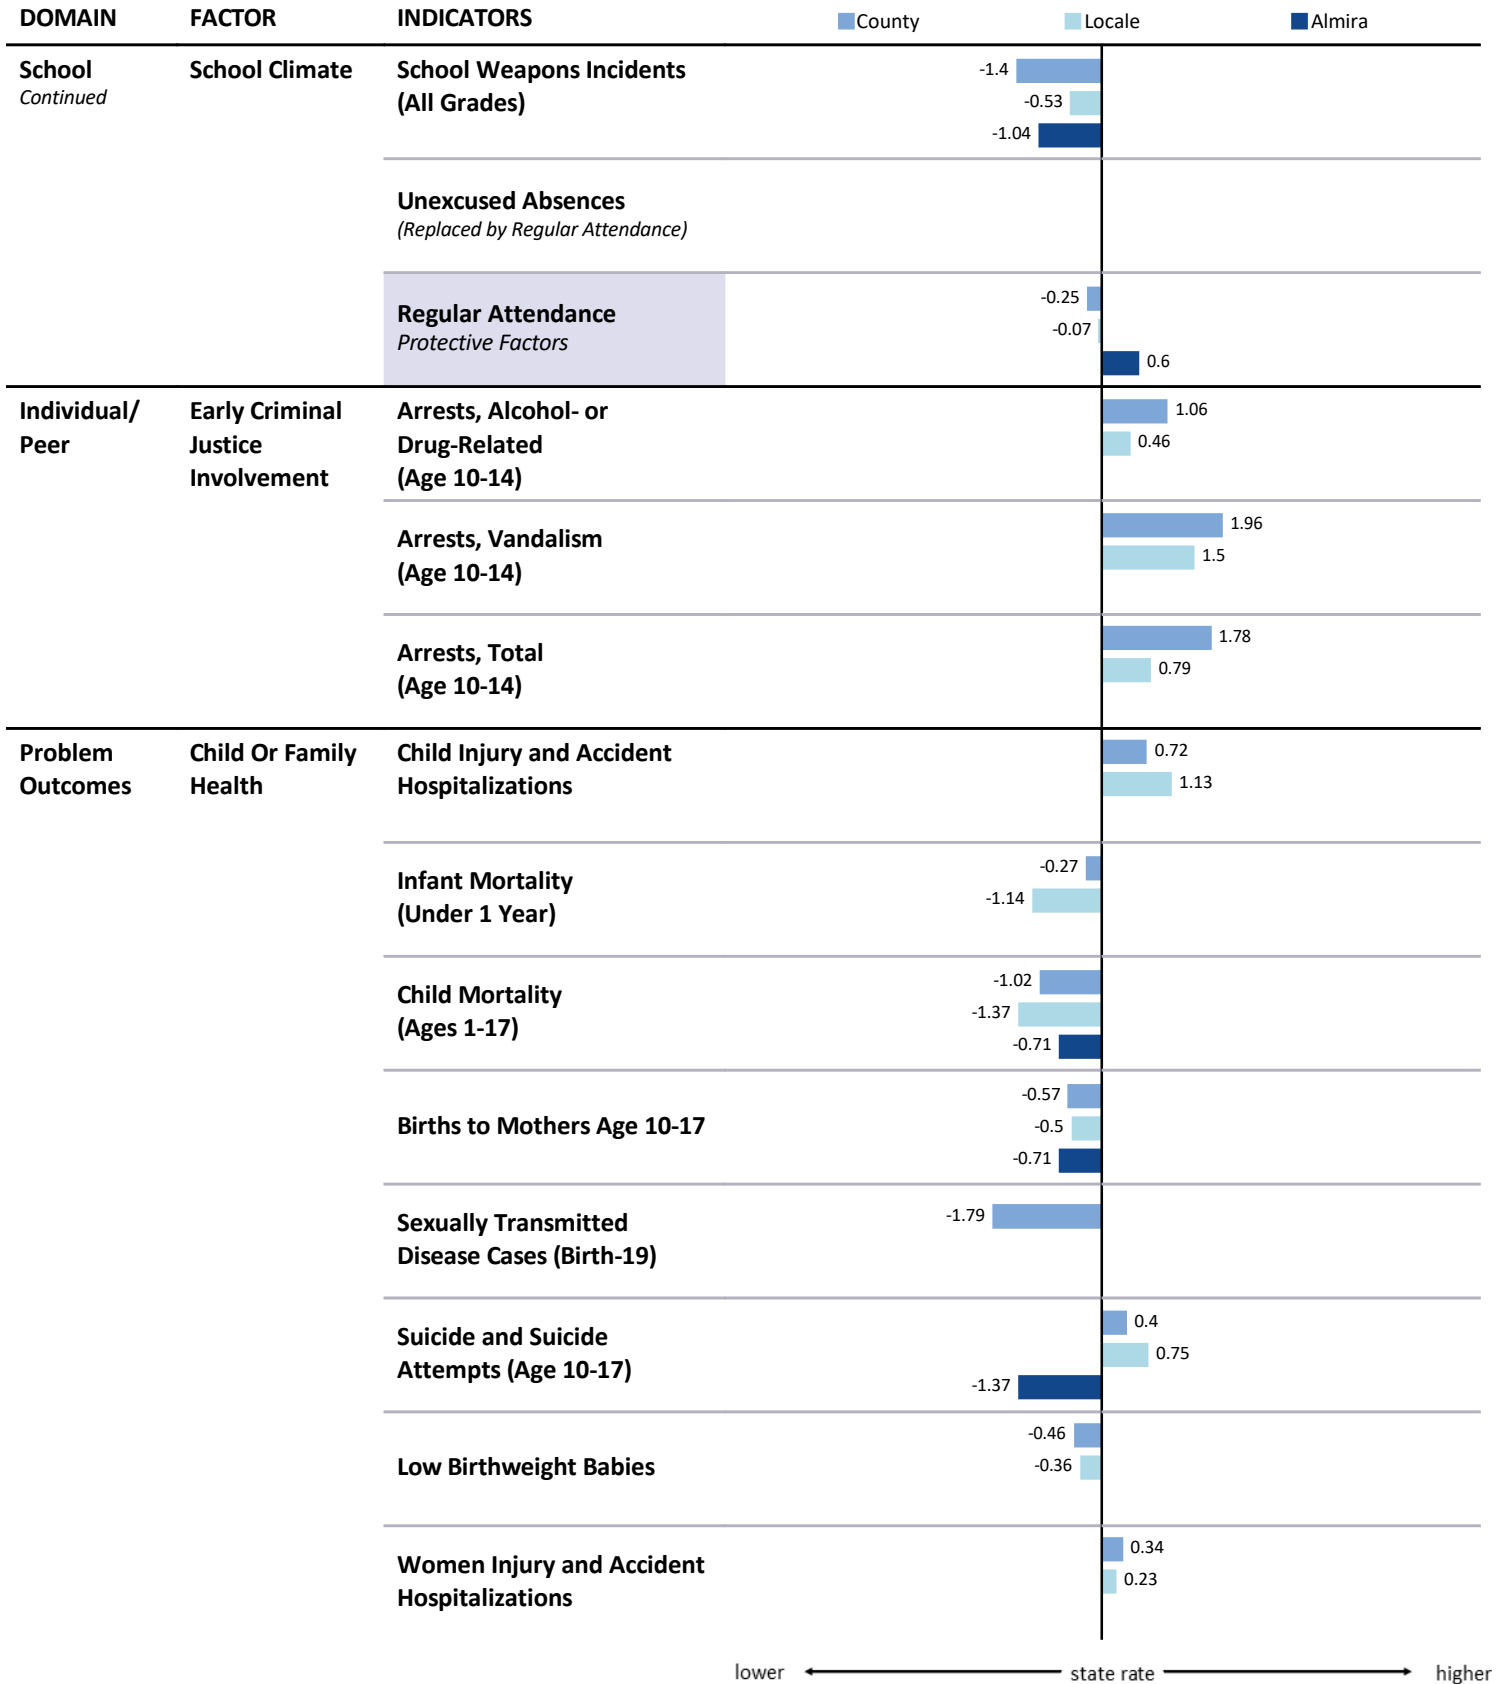 DOMAIN FACTOR INDICATORS County Locale Almira
School School Climate School Weapons Incidents
Continued (All Grades)
-1.4
-0.53
-1.04
Unexcused Absences
(Replaced by Regular Attendance)
Regular Attendance
Protective Factors
-0.25
-0.07
0.6
Individual/ Early Criminal Arrests, Alcohol- or
Peer Justice Drug-Related
Involvement (Age 10-14)
1.06
0.46
Arrests, Vandalism
(Age 10-14)
1.96
1.5
Arrests, Total
(Age 10-14)
1.78
0.79
Problem Child Or Family Child Injury and Accident
Outcomes Health Hospitalizations
0.72
1.13
Infant Mortality
(Under 1 Year)
-0.27
-1.14
Child Mortality
(Ages 1-17)
-1.02
-1.37
-0.71
Births to Mothers Age 10-17
-0.57
-0.5
-0.71
Sexually Transmitted
Disease Cases (Birth-19)
-1.79
Suicide and Suicide
Attempts (Age 10-17)
0.4
0.75
-1.37
Low Birthweight Babies
-0.46
-0.36
Women Injury and Accident
Hospitalizations
0.34
0.23
lower state rate higher